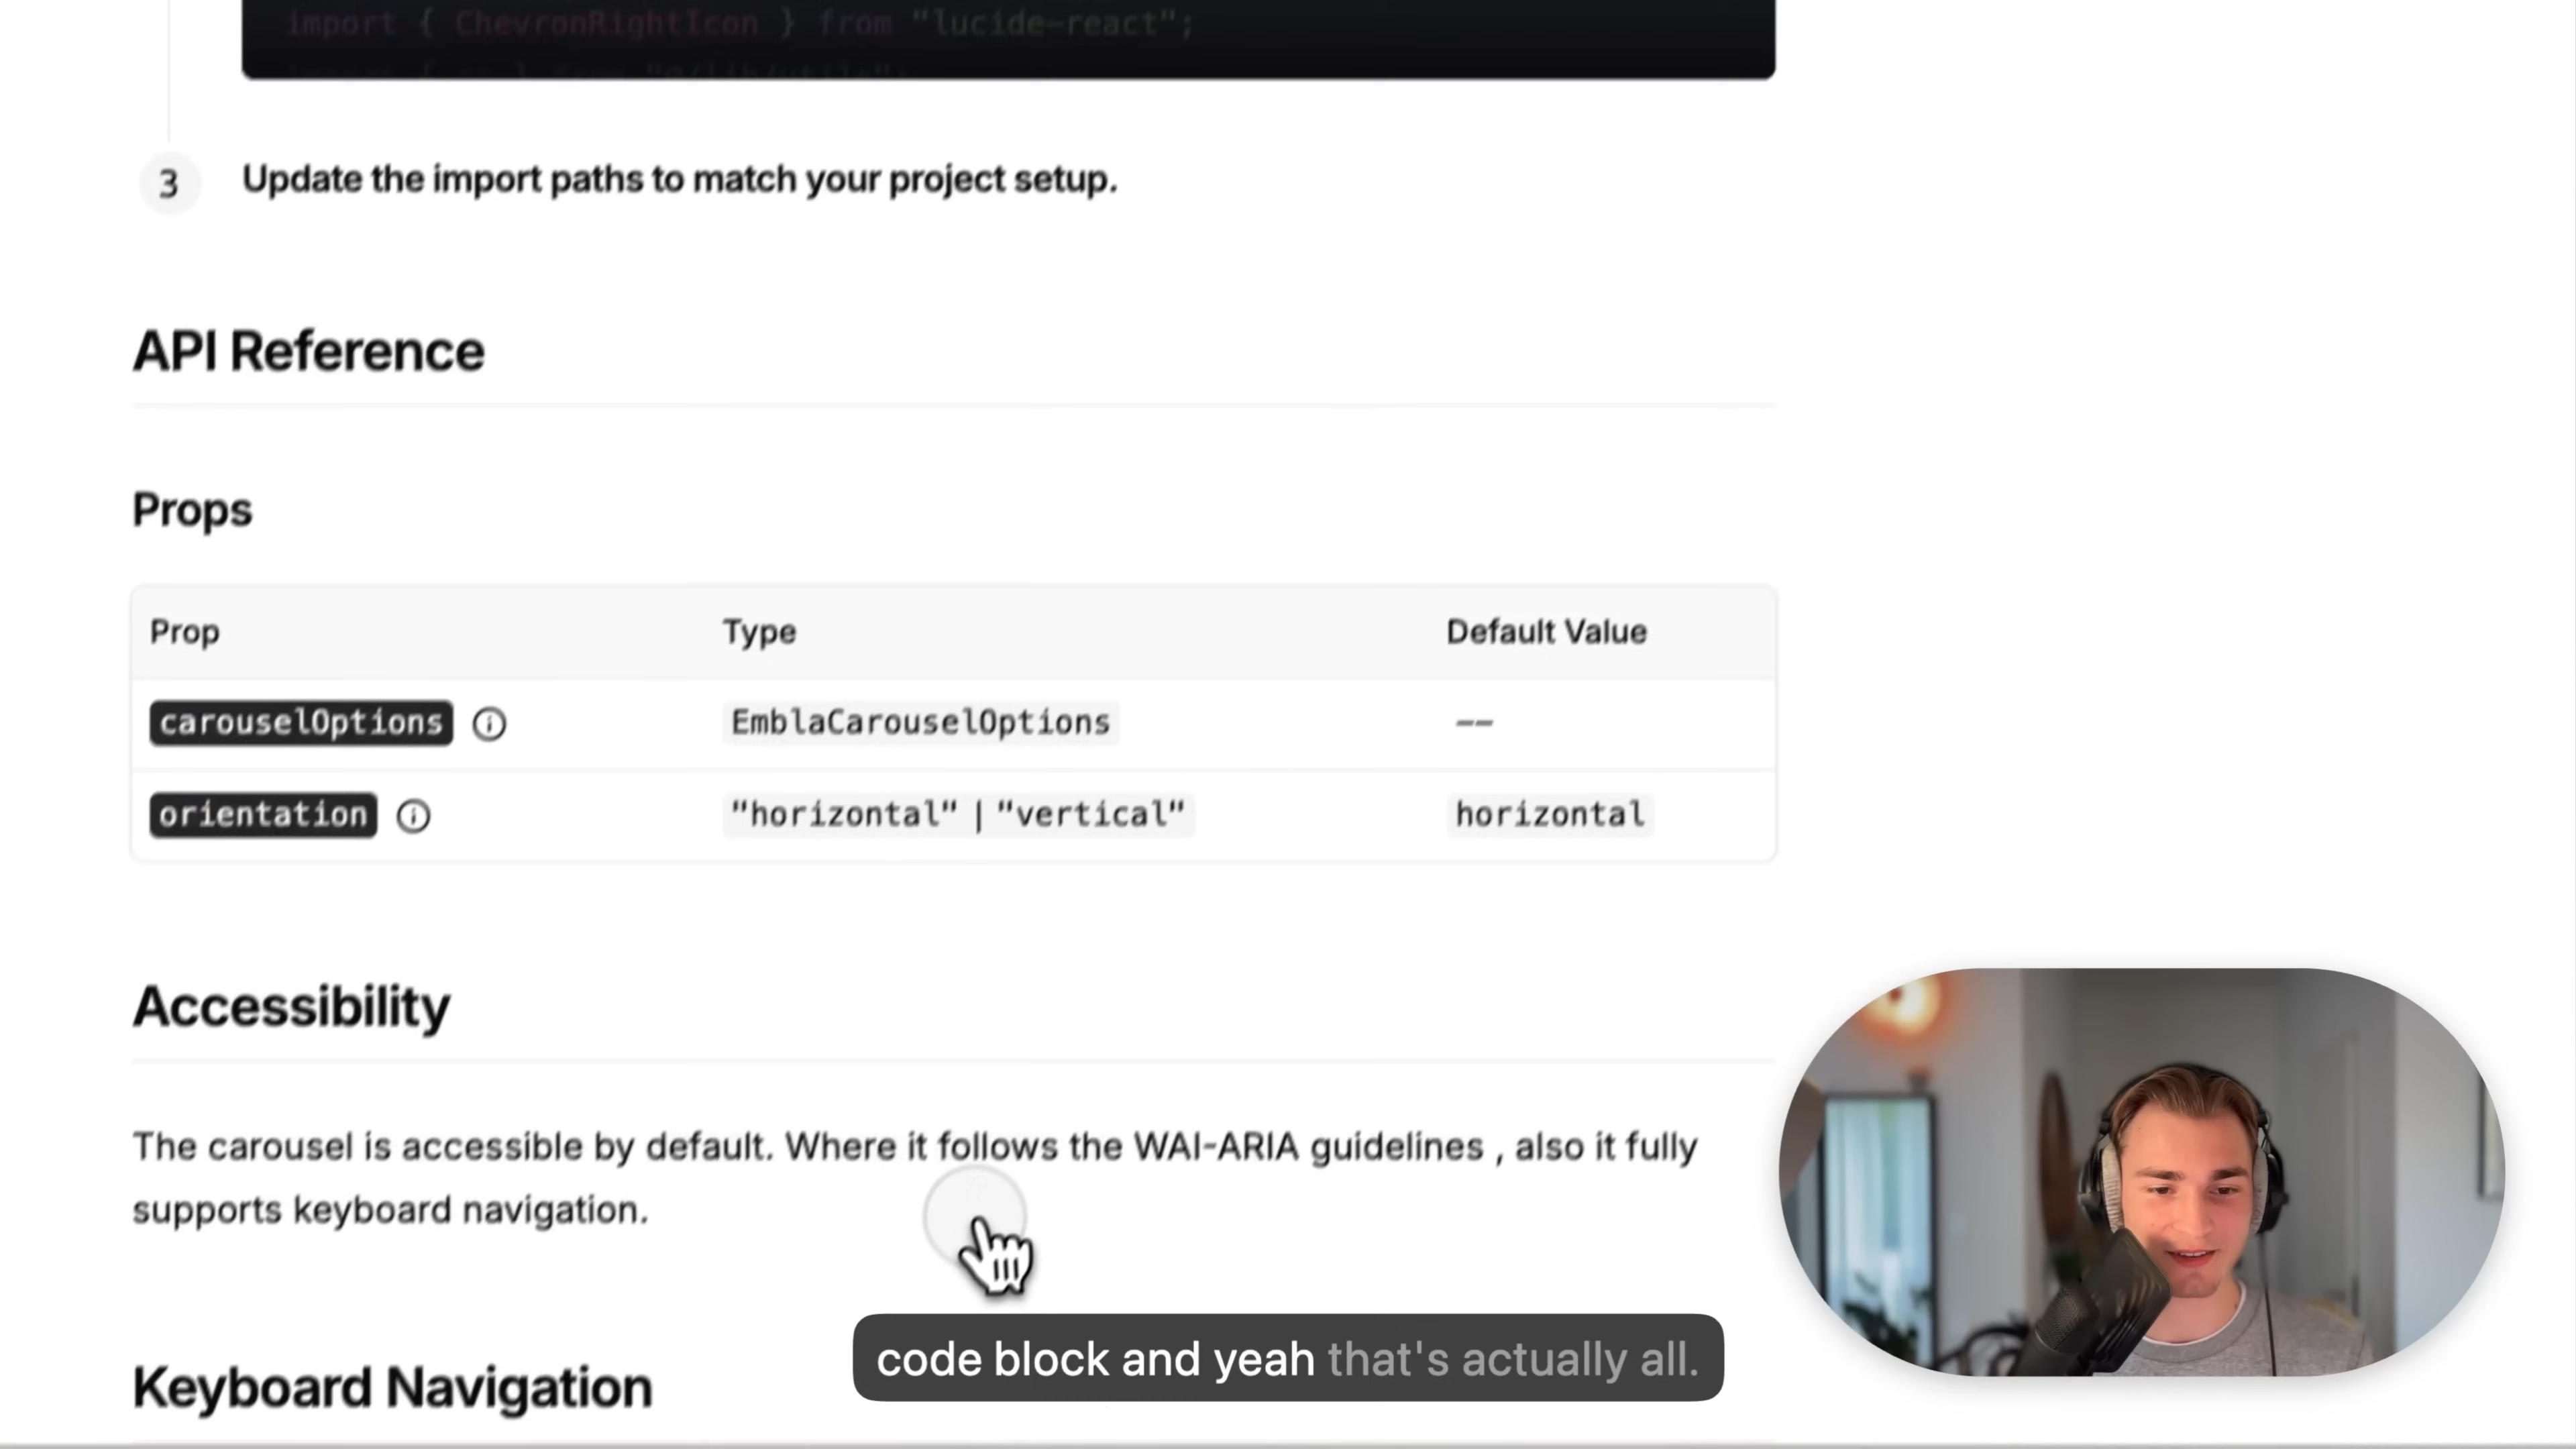 import { ChevronRightIcon } from "lucide-react";
3
Update the import paths to match your project setup.
API Reference
Props
Prop Type Default Value
carouselOptions EmblaCarouselOptions --
orientation "horizontal" | "vertical" horizontal
Accessibility
The carousel is accessible by default. Where it follows the WAI-ARIA guidelines , also it fully
supports keyboard navigation.
code block and yeah that's actually all.
Keyboard Navigation